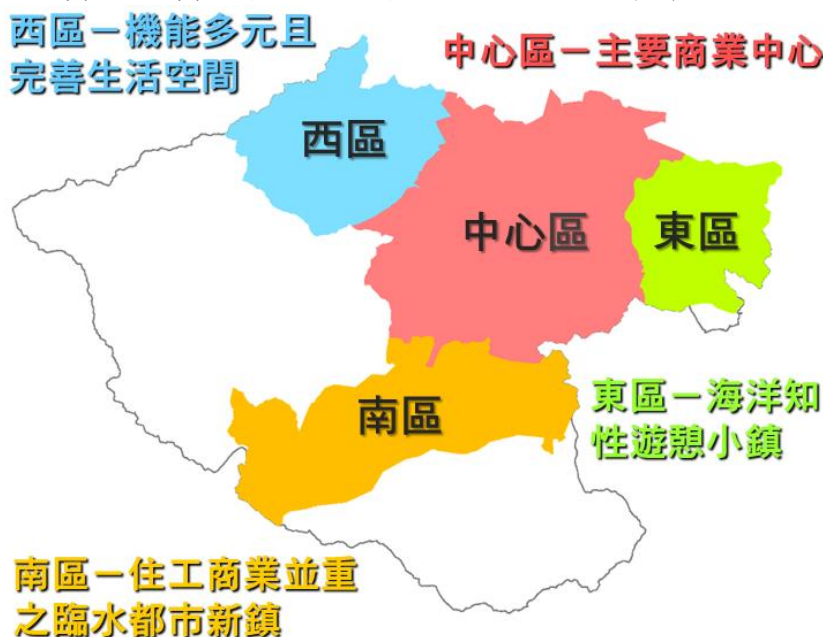 西區－機能多元且
完善生活空間
中心區－主要商業中心
西區
中心區
東區
南區
東區－海洋知
性遊憩小鎮
南區－住工商業並重
之臨水都市新鎮